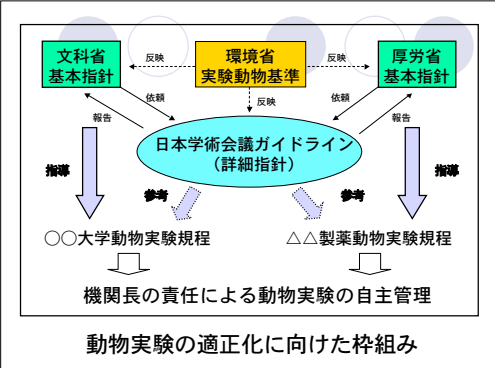 文科省
基本指針
反映
環境省
実験動物基準
反映
厚労省
基本指針
依頼
反映
依頼
報告
日本学術会議ガイドライン
（詳細指針）
報告
指導
参考
参考
指導
○○大学動物実験規程
△△製薬動物実験規程
機関長の責任による動物実験の自主管理
動物実験の適正化に向けた枠組み